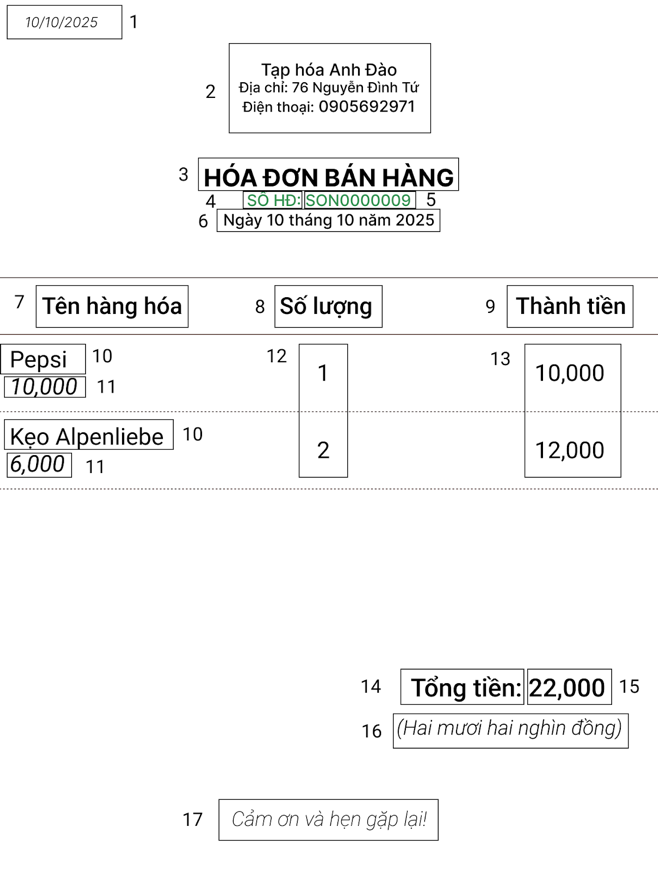 10/10/2025 1
Tạp hóa Anh Đào
2 Địa chỉ: 76 Nguyễn Đình Tứ
Điện thoại: 0905692971
3 HÓA ĐƠN BÁN HÀNG
4 SỐ HĐ: SON0000009 5
6 Ngày 10 tháng 10 năm 2025
7 Tên hàng hóa 8 Số lượng 9 Thành tiền
Pepsi 10 12 1 13 10,000
10,000 11
Kẹo Alpenliebe 10 2 12,000
6,000 11
14 Tổng tiền: 22,000 15
16 (Hai mươi hai nghìn đồng)
17 Cảm ơn và hẹn gặp lại!